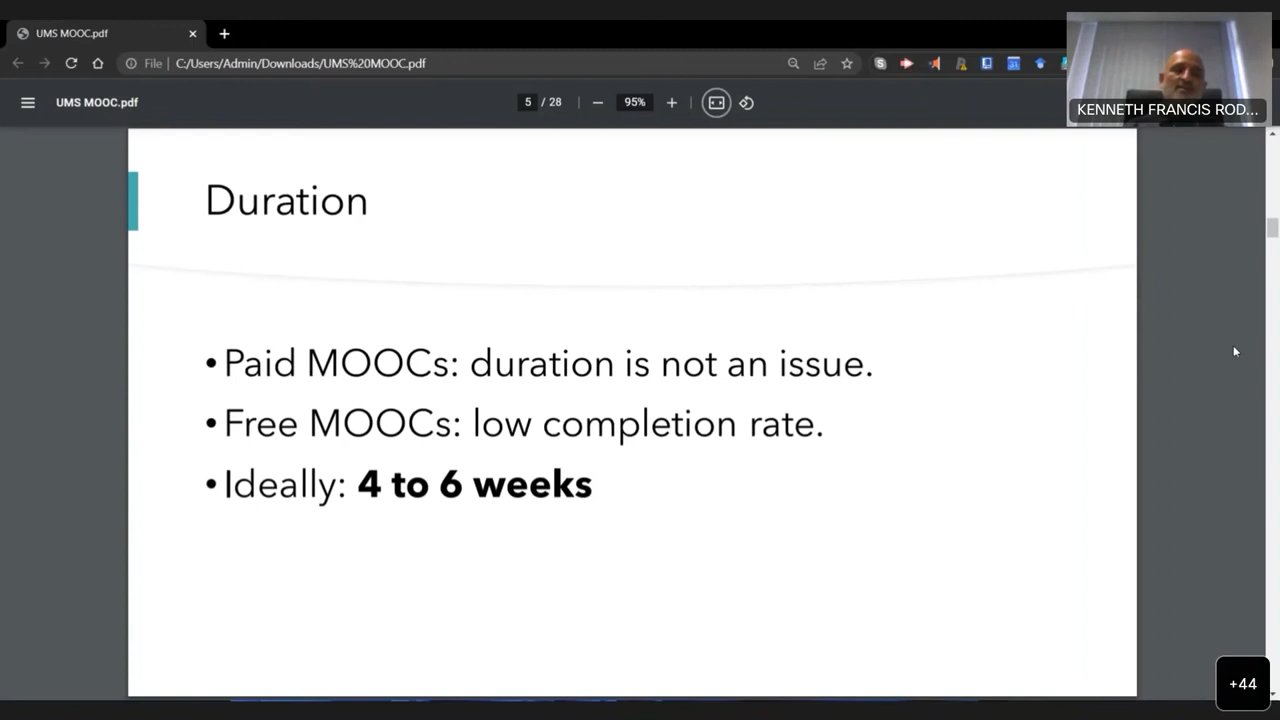 UMS MOOC.pdf
File
C:/Users/Admin/Downloads/UMS%20MOOC.pdf
UMS MOOC.pdf
5 / 28
95%
KENNETH FRANCIS ROD...
Duration
• Paid MOOCs: duration is not an issue.
• Free MOOCs: low completion rate.
• Ideally: 4 to 6 weeks
+44